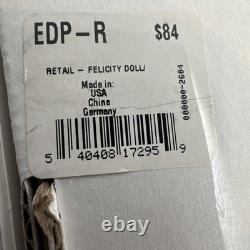 EDP-R $84
RETAIL - FELICITY DOLL/
Made in:
USA
China
Germany
000000-2604
5 40408 17295 9